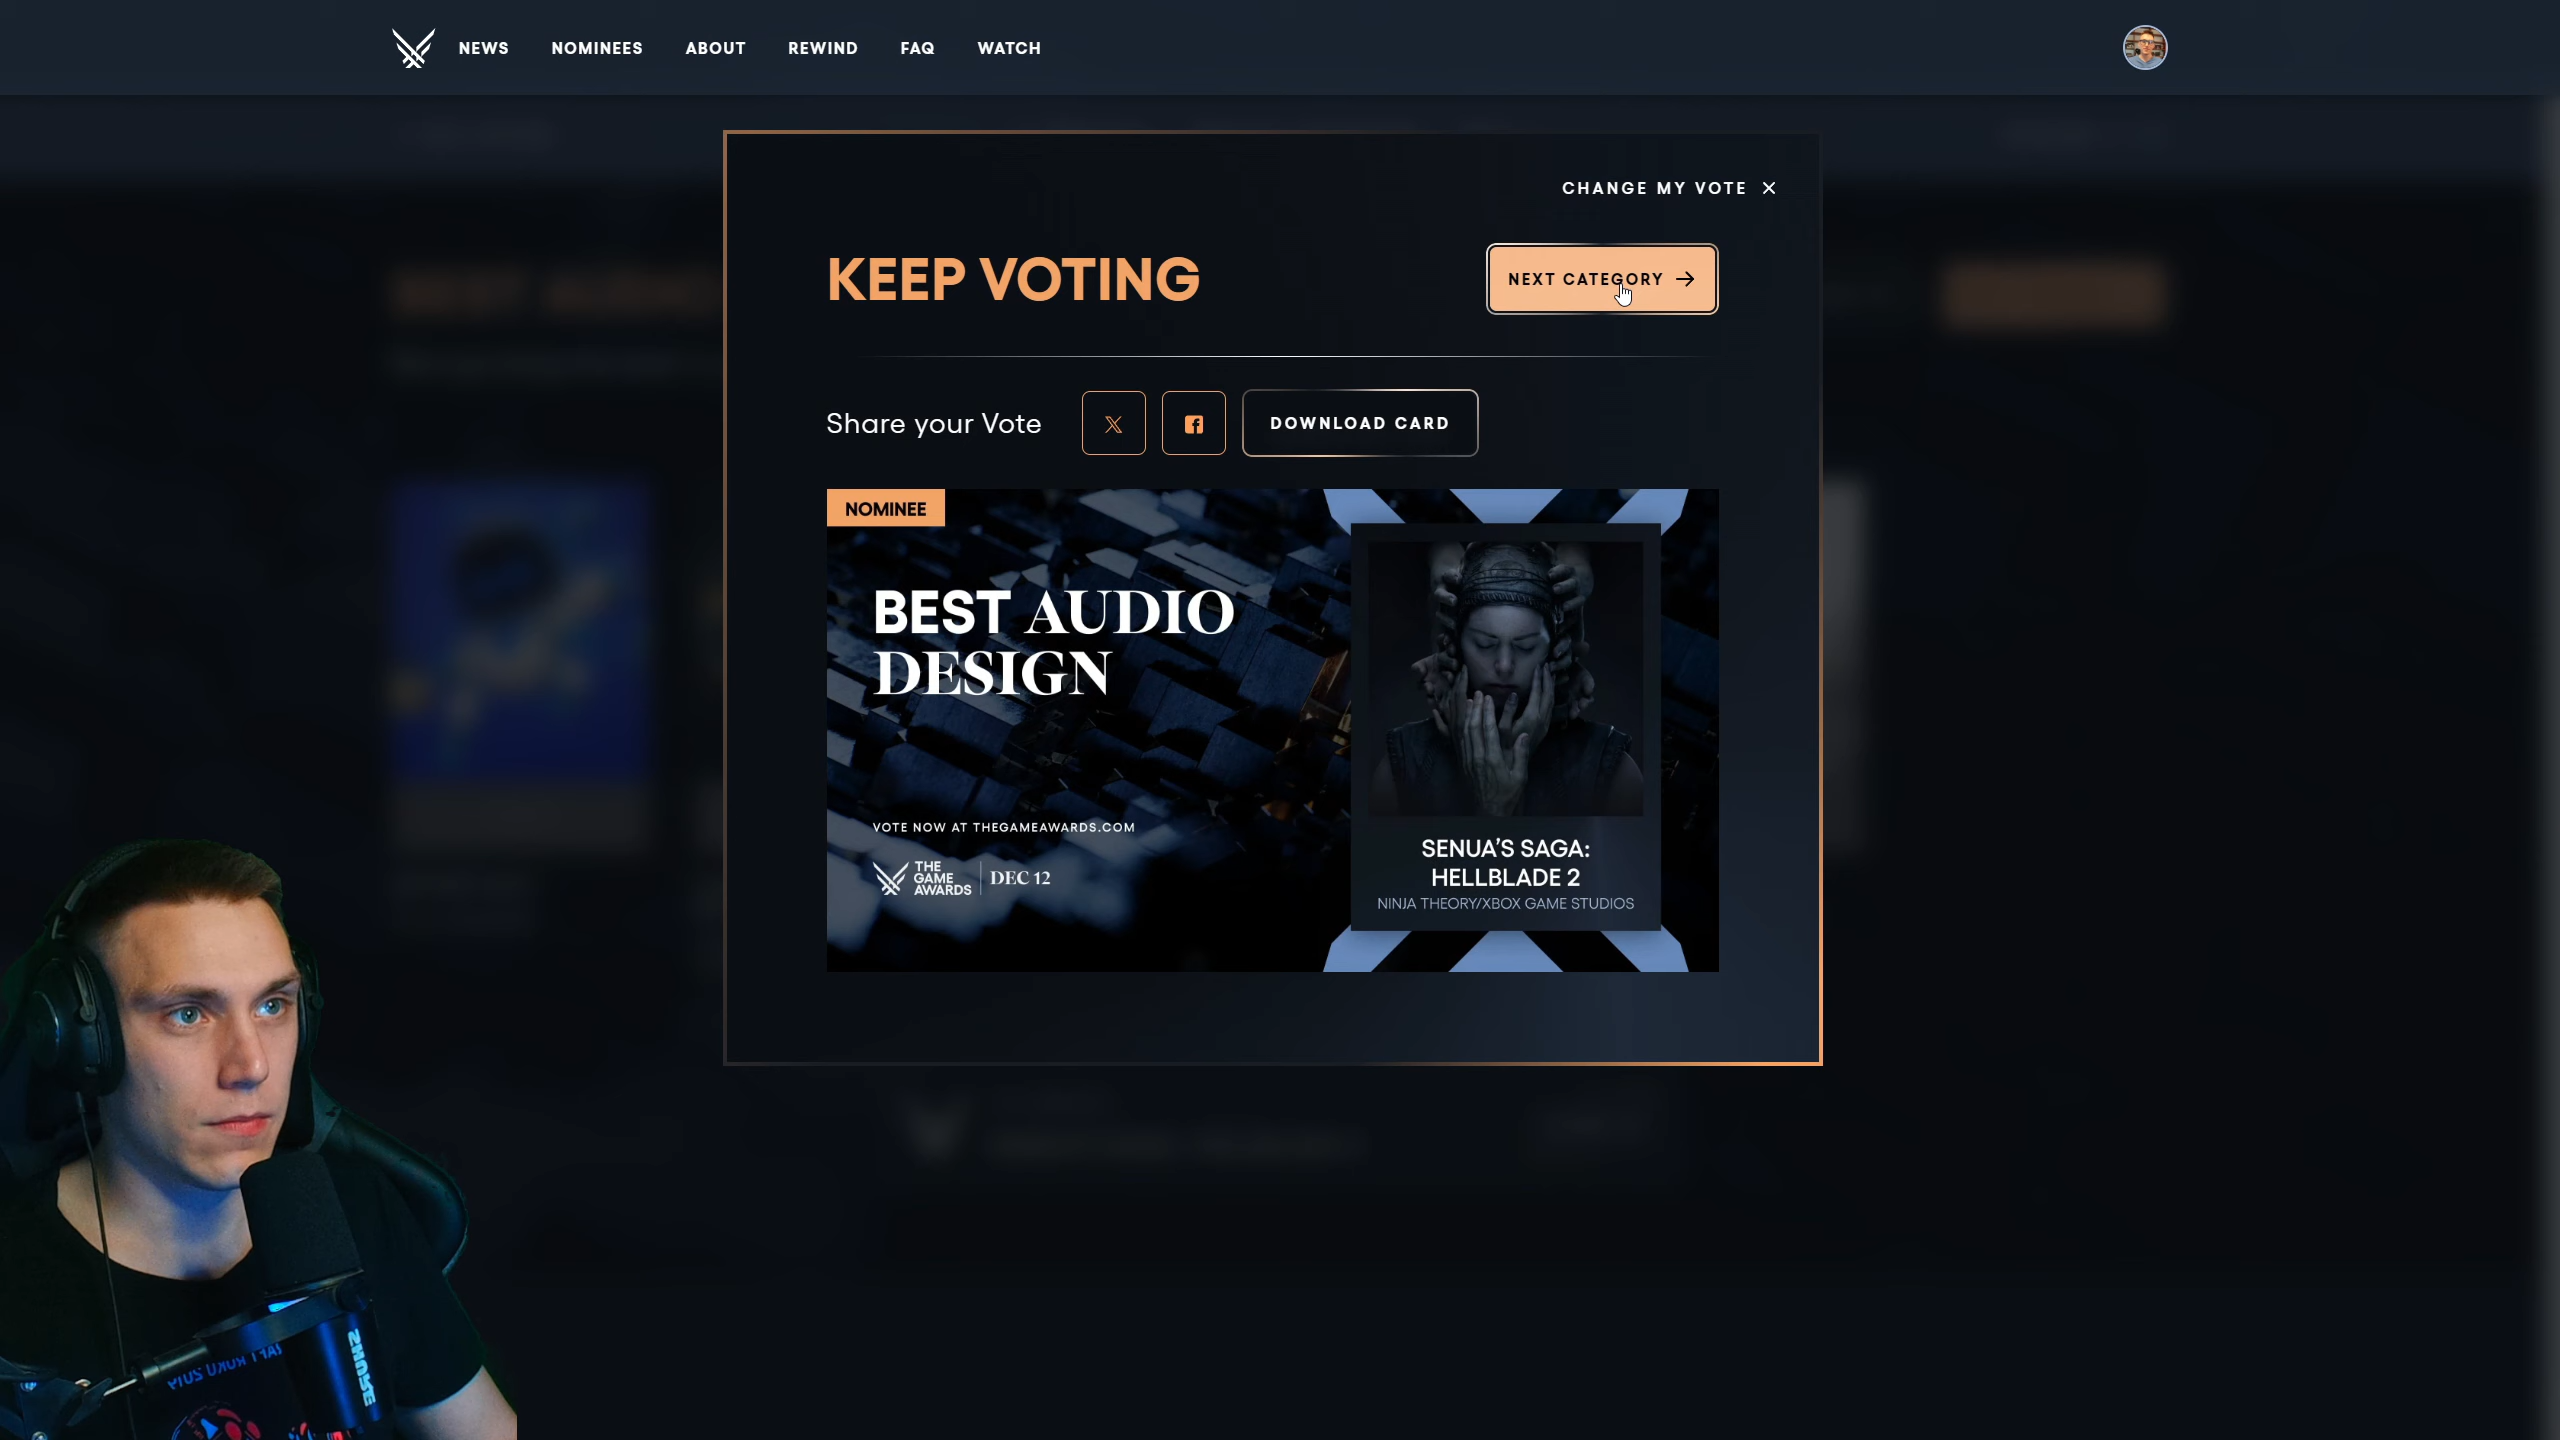 NEWS NOMINEES ABOUT REWIND FAQ WATCH
CHANGE MY VOTE
KEEP VOTING
NEXT CATEGORY
Share your Vote
DOWNLOAD CARD
NOMINEE
BEST AUDIO
DESIGN
VOTE NOW AT THEGAMEAWARDS.COM
THE
GAME
AWARDS
DEC 12
SENUA’S SAGA:
HELLBLADE 2
NINJA THEORY/XBOX GAME STUDIOS